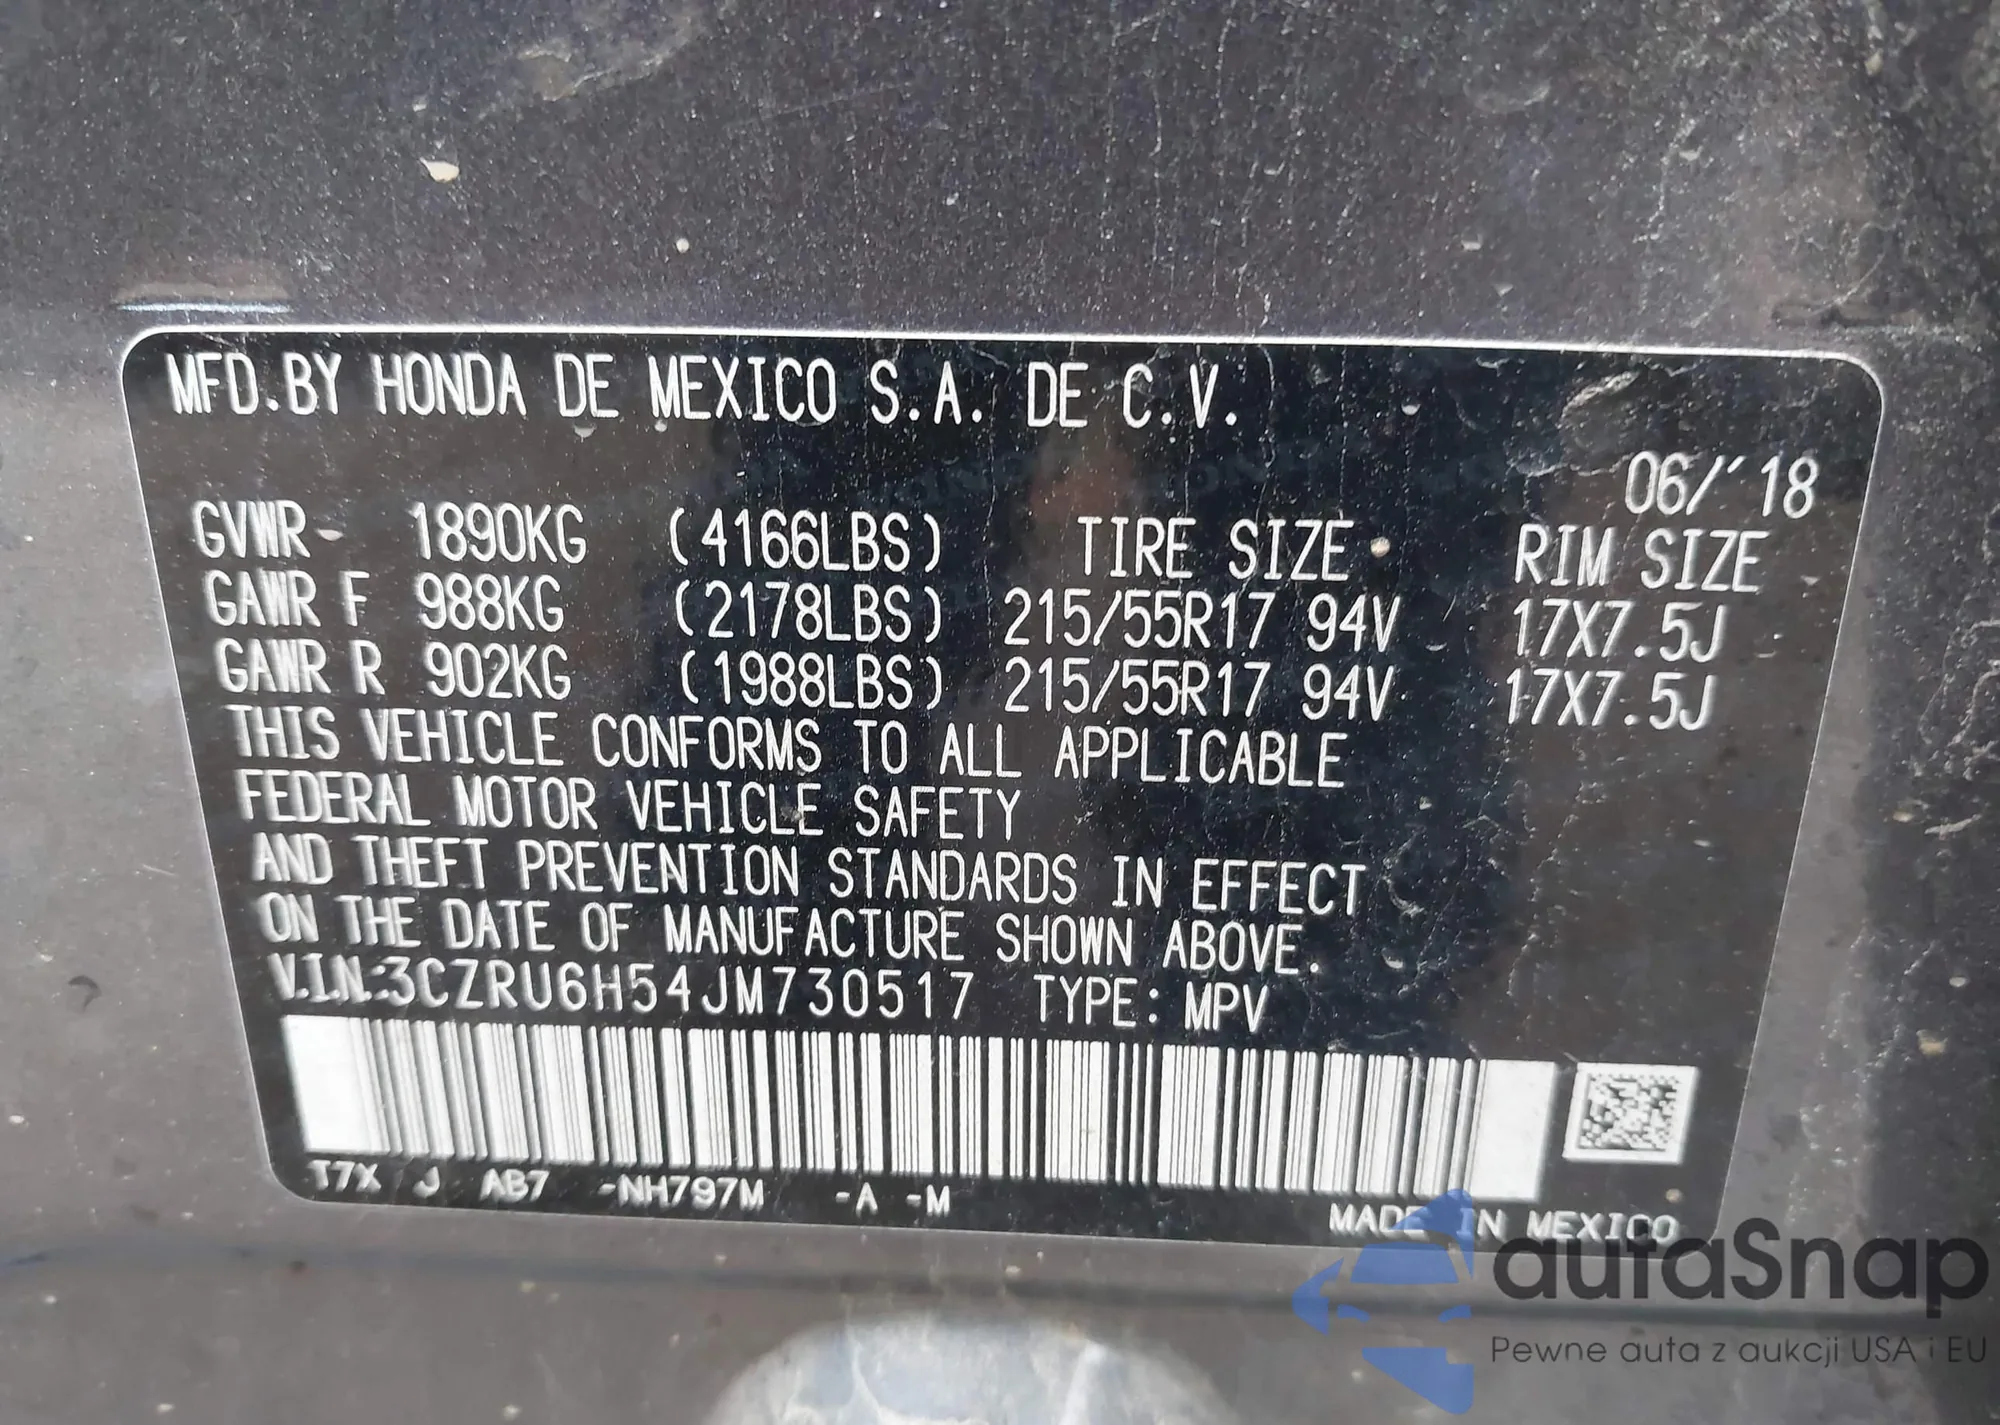 MFD.BY HONDA DE MEXICO S.A. DE C.V.
06/'18
GVWR 1890KG (4166LBS) TIRE SIZE RIM SIZE
GAWR F 988KG (2178LBS) 215/55R17 94V 17X7.5J
GAWR R 902KG (1988LBS) 215/55R17 94V 17X7.5J
THIS VEHICLE CONFORMS TO ALL APPLICABLE
FEDERAL MOTOR VEHICLE SAFETY
AND THEFT PREVENTION STANDARDS IN EFFECT
ON THE DATE OF MANUFACTURE SHOWN ABOVE.
V.I.N:3CZRU6H54JM730517 TYPE: MPV
T7X J AB7 -NH797M -A -M
MADE IN MEXICO
autaSnap
Pewne auta z aukcji USA i EU